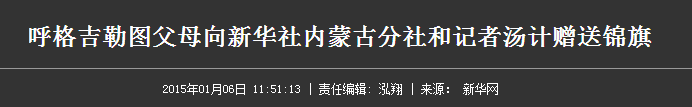 呼格吉勒图父母向新华社内蒙古分社和记者汤计赠送锦旗
2015年01月06日 11:51:13 | 责任编辑: 泓翔 | 来源: 新华网